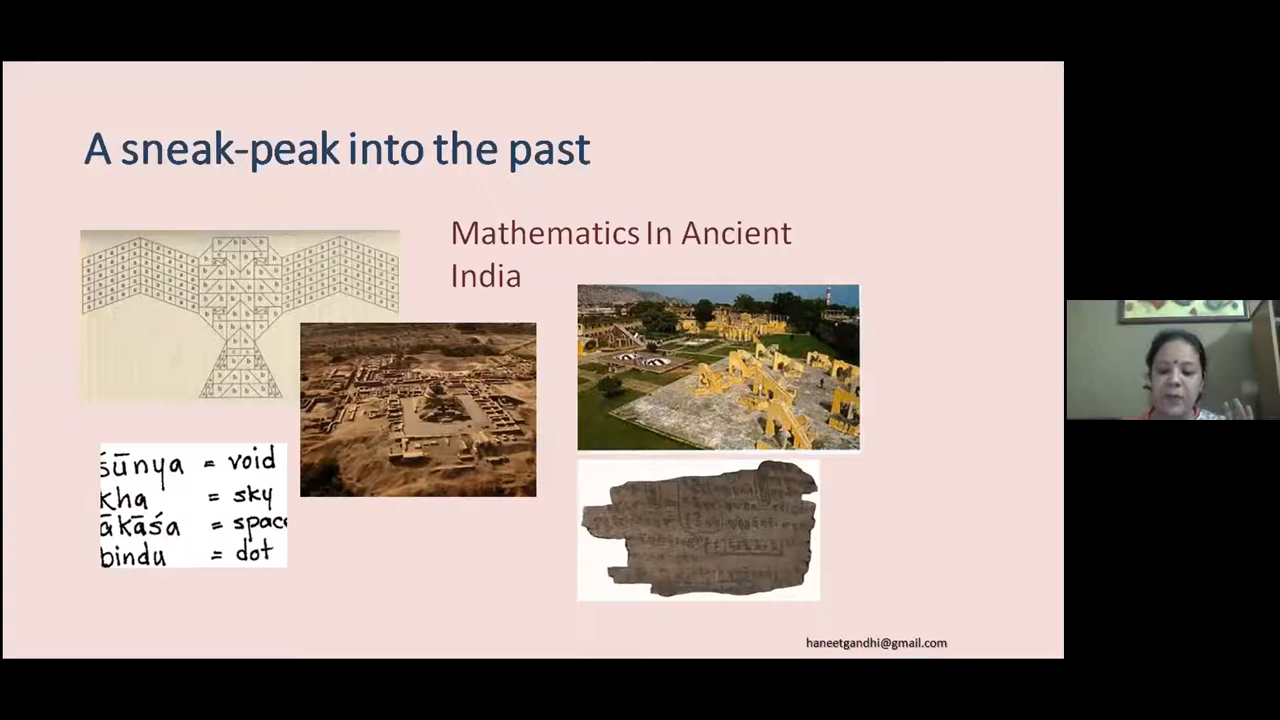 A sneak-peak into the past
Mathematics In Ancient
India
śūnya = void
kha = sky
ākāśa = space
bindu = dot
haneetgandhi@gmail.com